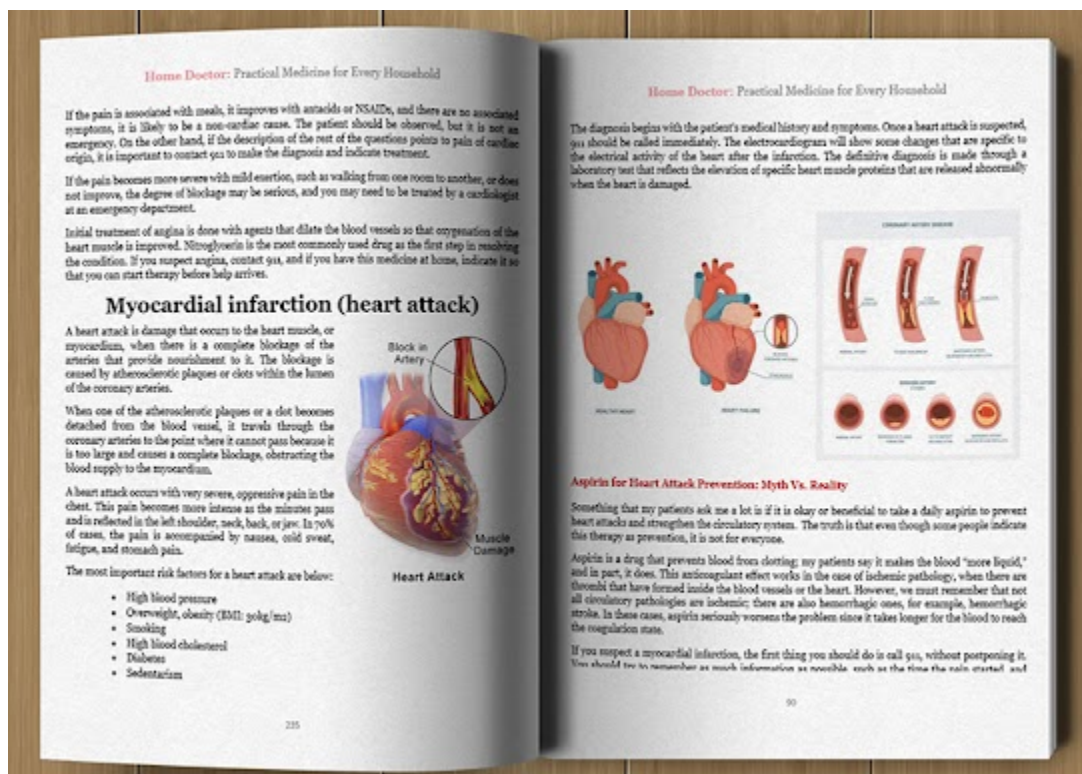 Home Doctor: Practical Medicine for Every Household
If the pain is associated with meals, it improves with antacids or NSAIDs, and there are no associated
symptoms, it is likely to be a non-cardiac cause. The patient should be observed, but it is not an
emergency. On the other hand, if the description of the rest of the questions points to pain of cardiac
origin, it is important to contact 911 to make the diagnosis and indicate treatment.
If the pain becomes more severe with mild exertion, such as walking from one room to another, or does
not improve, the degree of blockage may be serious, and you may need to be treated by a cardiologist
at an emergency department.
Initial treatment of angina is done with agents that dilate the blood vessels so that oxygenation of the
heart muscle is improved. Nitroglycerin is the most commonly used drug as the first step in resolving
the condition. If you suspect angina, contact 911, and if you have this medicine at home, indicate it so
that you can start therapy before help arrives.
Myocardial infarction (heart attack)
A heart attack is damage that occurs to the heart muscle, or
myocardium, when there is a complete blockage of the
arteries that provide nourishment to it. The blockage is
caused by atherosclerotic plaques or clots within the lumen
of the coronary arteries.
When one of the atherosclerotic plaques or a clot becomes
detached from the blood vessel, it travels through the
coronary arteries to the point where it cannot pass because it
is too large and causes a complete blockage, obstructing the
blood supply to the myocardium.
A heart attack occurs with very severe, oppressive pain in the
chest. This pain becomes more intense as the minutes pass
and is reflected in the left shoulder, neck, back, or jaw. In 70%
of cases, the pain is accompanied by nausea, cold sweat,
fatigue, and stomach pain.
The most important risk factors for a heart attack are below:
• High blood pressure
• Overweight, obesity (BMI: 30kg/m2)
• Smoking
• High blood cholesterol
• Diabetes
• Sedentarism
Block in
Artery
Muscle
Damage
Heart Attack
235
Home Doctor: Practical Medicine for Every Household
The diagnosis begins with the patient's medical history and symptoms. Once a heart attack is suspected,
911 should be called immediately. The electrocardiogram will show some changes that are specific to
the electrical activity of the heart after the infarction. The definitive diagnosis is made through a
laboratory test that reflects the elevation of specific heart muscle proteins that are released abnormally
when the heart is damaged.
CORONARY ARTERY DISEASE
HEALTHY HEART
HEART FAILURE
Aspirin for Heart Attack Prevention: Myth Vs. Reality
Something that my patients ask me a lot is if it is okay or beneficial to take a daily aspirin to prevent
heart attacks and strengthen the circulatory system. The truth is that even though some people indicate
this therapy as prevention, it is not for everyone.
Aspirin is a drug that prevents blood from clotting; my patients say it makes the blood "more liquid,"
and in part, it does. This anticoagulant effect works in the case of ischemic pathology, when there are
thrombi that have formed inside the blood vessels or the heart. However, we must remember that not
all circulatory pathologies are ischemic; there are also hemorrhagic ones, for example, hemorrhagic
stroke. In these cases, aspirin seriously worsens the problem since it takes longer for the blood to reach
the coagulation state.
If you suspect a myocardial infarction, the first thing you should do is call 911, without postponing it.
You should try to remember as much information as possible, such as the time the pain started, and
90